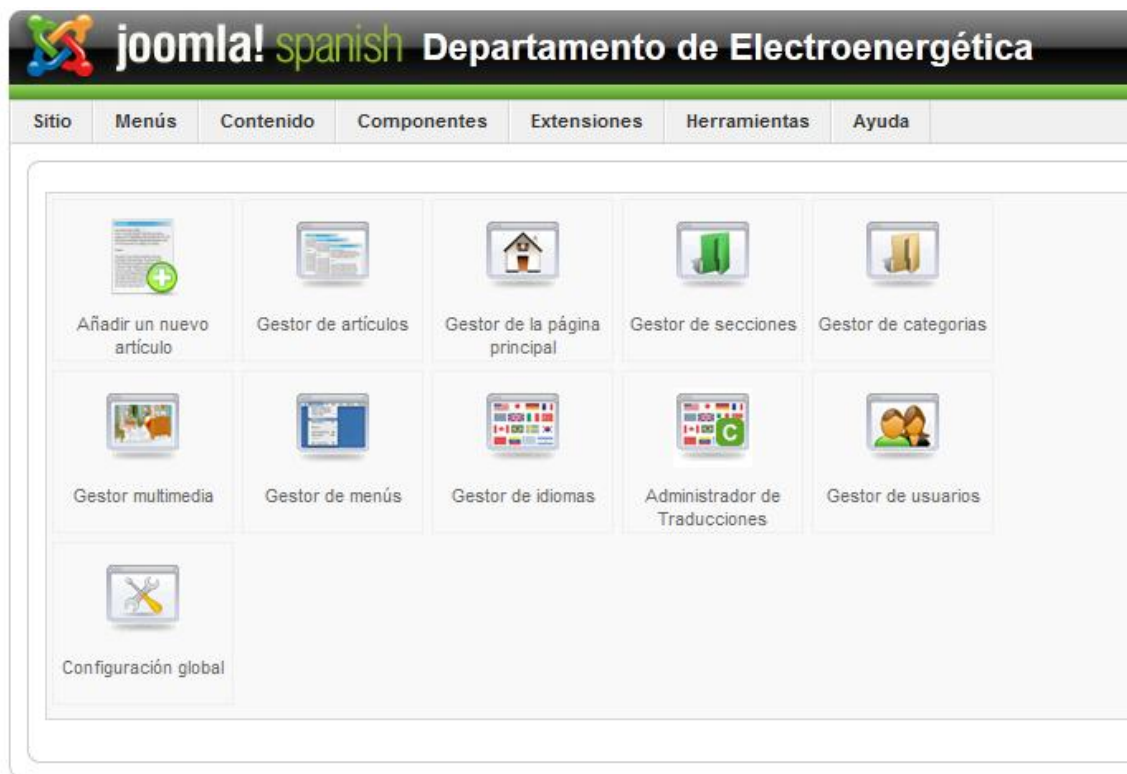 joomla! spanish Departamento de Electroenergética
Sitio Menús Contenido Componentes Extensiones Herramientas Ayuda
Añadir un nuevo
artículo
Gestor de artículos
Gestor de la página
principal
Gestor de secciones
Gestor de categorias
Gestor multimedia
Gestor de menús
Gestor de idiomas
C
Administrador de
Traducciones
Gestor de usuarios
Configuración global